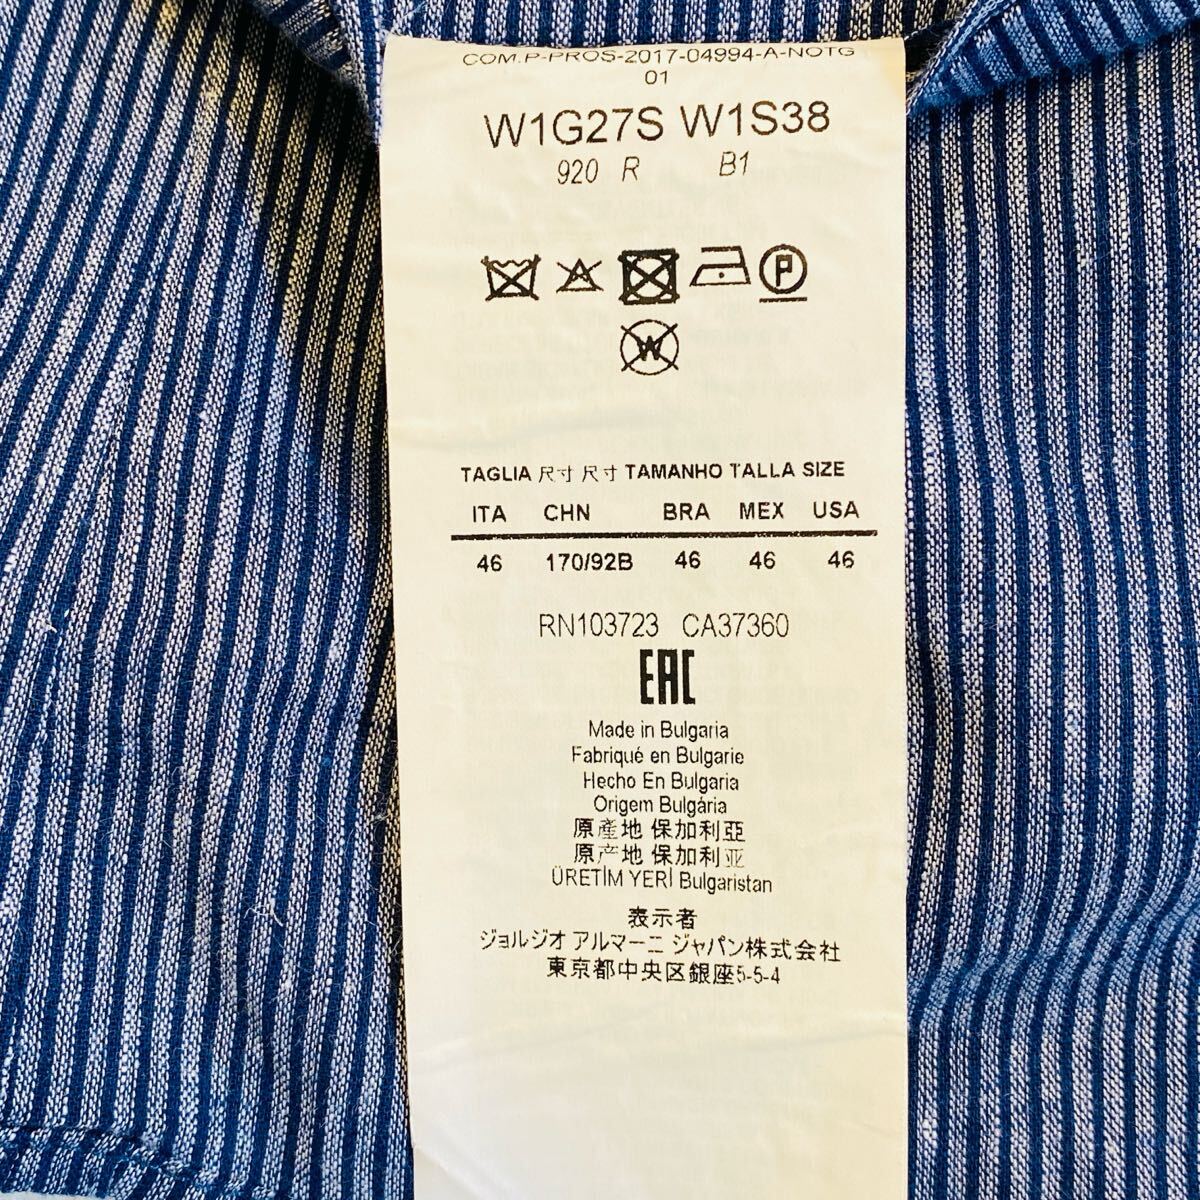 COM.P-PROS-2017-04994-A-NOTG
01
W1G27S W1S38
920 R B1
P
W
TAGLIA 尺寸 尺寸 TAMANHO TALLA SIZE
ITA CHN BRA MEX USA
46 170/92B 46 46 46
RN103723 CA37360
EAC
Made in Bulgaria
Fabriqué en Bulgarie
Hecho En Bulgaria
Origem Bulgária
原產地 保加利亞
原产地 保加利亚
ÜRETİM YERİ Bulgaristan
表示者
ジョルジオ アルマーニ ジャパン株式会社
東京都中央区銀座5-5-4